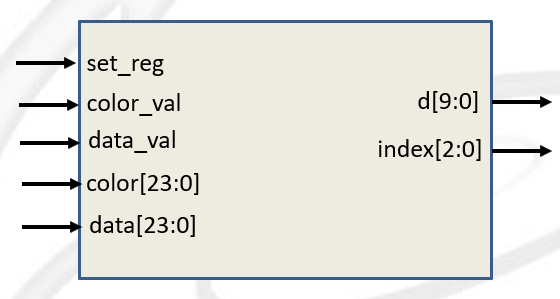 set_reg
color_val
data_val
color[23:0]
data[23:0]
d[9:0]
index[2:0]